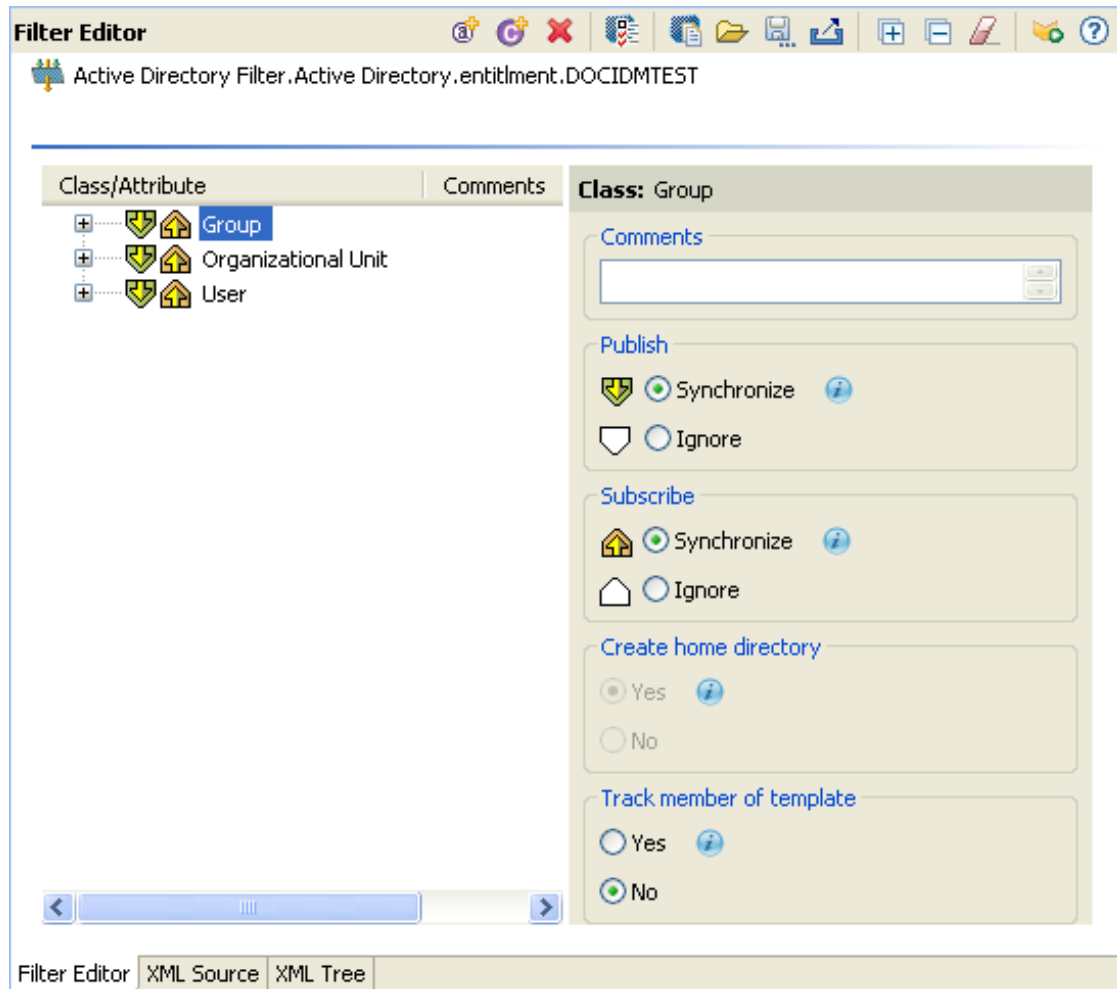 Filter Editor
Active Directory Filter.Active Directory.entitlment.DOCIDMTEST
Class/Attribute Comments
Group
Organizational Unit
User
Class: Group
Comments
Publish
Synchronize
Ignore
Subscribe
Synchronize
Ignore
Create home directory
Yes
No
Track member of template
Yes
No
Filter Editor XML Source XML Tree